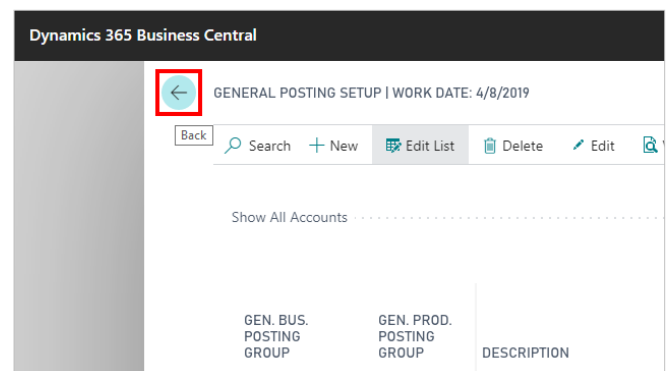 Dynamics 365 Business Central
GENERAL POSTING SETUP | WORK DATE: 4/8/2019
Back
Search New Edit List Delete Edit
Show All Accounts
GEN. BUS. GEN. PROD.
POSTING POSTING
GROUP GROUP DESCRIPTION